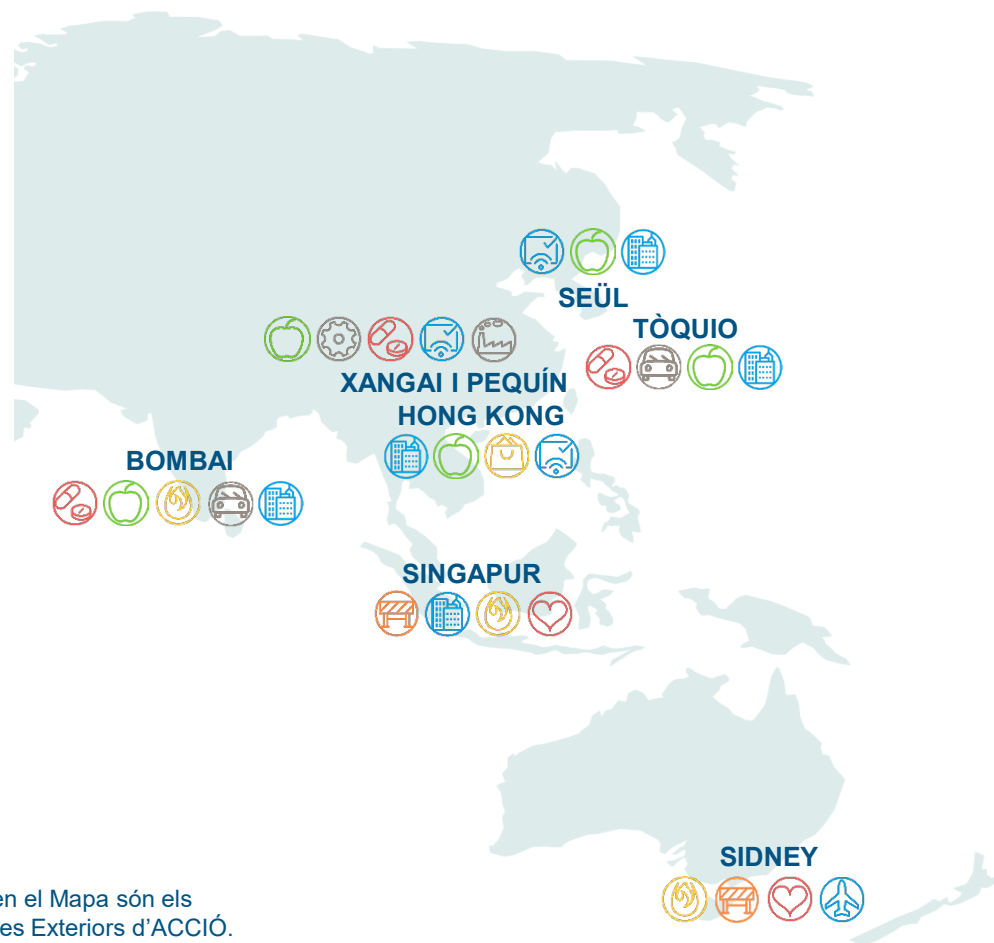 SEÜL
TÒQUIO
XANGAI I PEQUÍN
HONG KONG
BOMBAI
SINGAPUR
SIDNEY
en el Mapa són els
es Exteriors d'ACCIÓ.